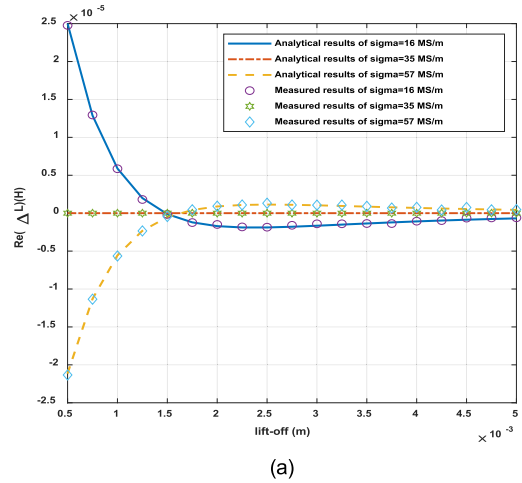 × 10 -5
2.5
2
1.5
1
0.5
0
-0.5
-1
-1.5
-2
-2.5
Re( Δ L)(H)
Analytical results of sigma=16 MS/m
Analytical results of sigma=35 MS/m
Analytical results of sigma=57 MS/m
Measured results of sigma=16 MS/m
Measured results of sigma=35 MS/m
Measured results of sigma=57 MS/m
0.5 1 1.5 2 2.5 3 3.5 4 4.5 5
lift-off (m)
× 10 -3
(a)